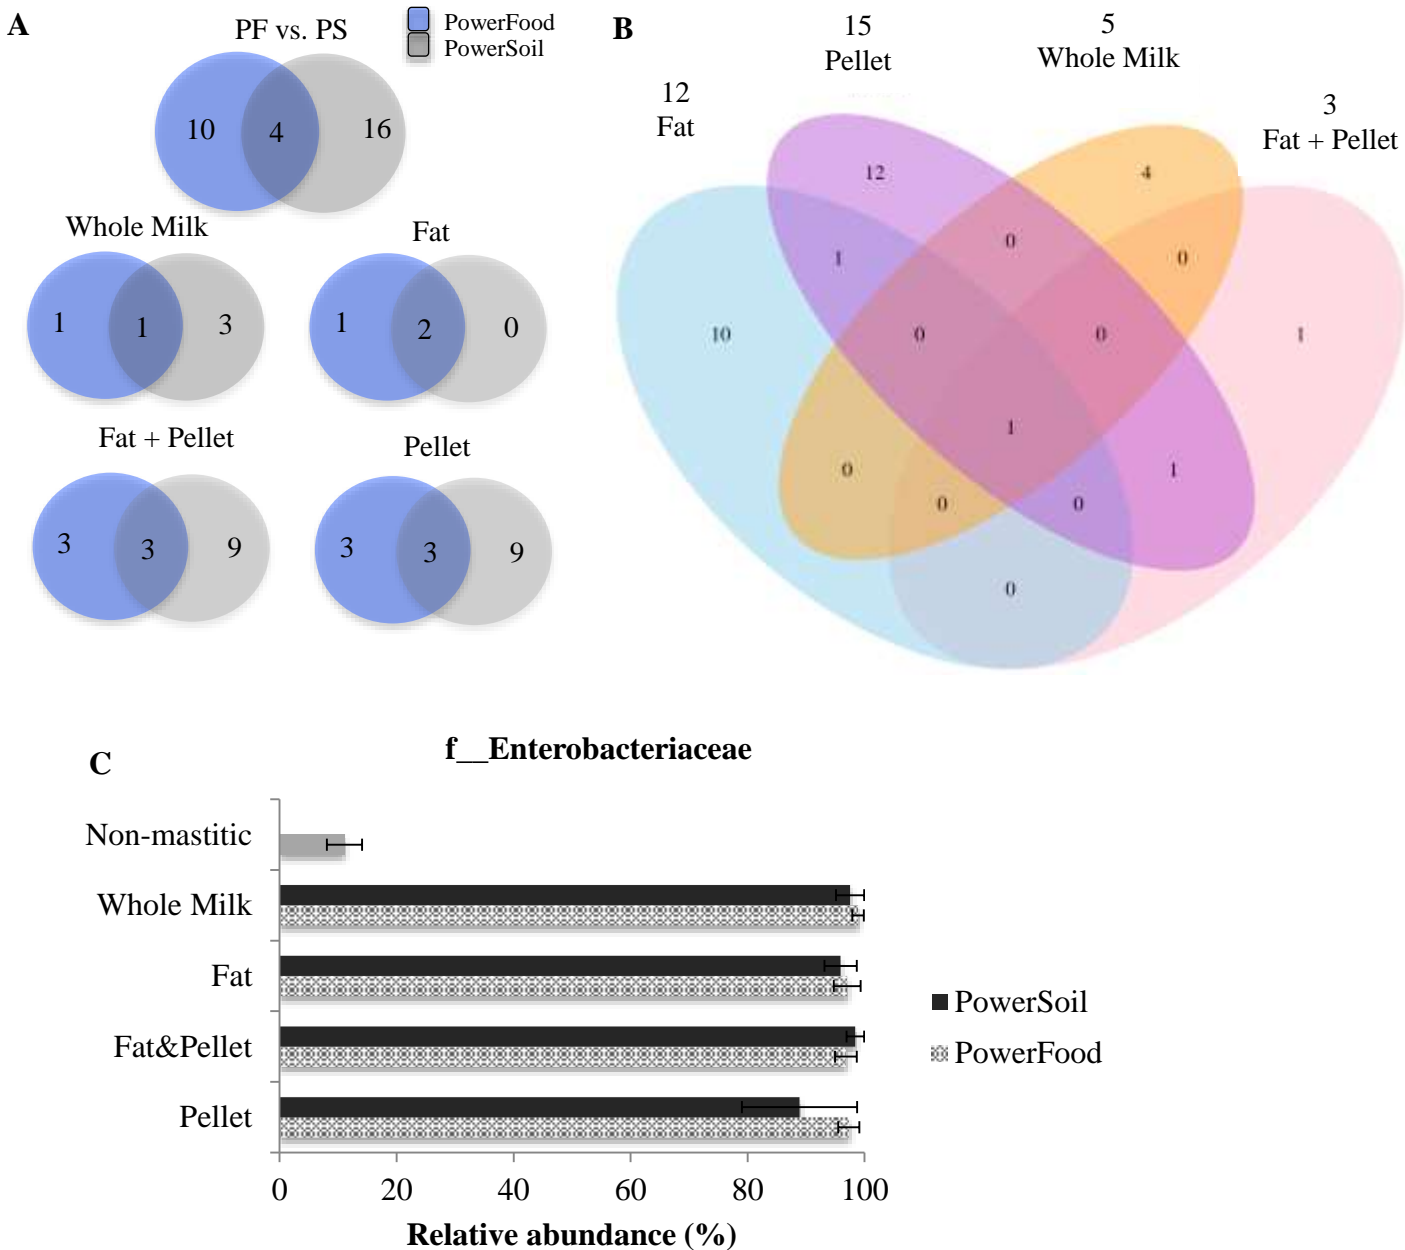 A
PF vs. PS
PowerFood
PowerSoil
10 4 16
Whole Milk
1 1 3
Fat
1 2 0
Fat + Pellet
3 3 9
Pellet
3 3 9
B
12
Fat
15
Pellet
5
Whole Milk
3
Fat + Pellet
12 4
0
1 0
10 0 0 1
1
0 1
0 0
0
C
f__Enterobacteriaceae
Non-mastitic
Whole Milk
Fat
Fat&Pellet
Pellet
PowerSoil
PowerFood
0 20 40 60 80 100
Relative abundance (%)